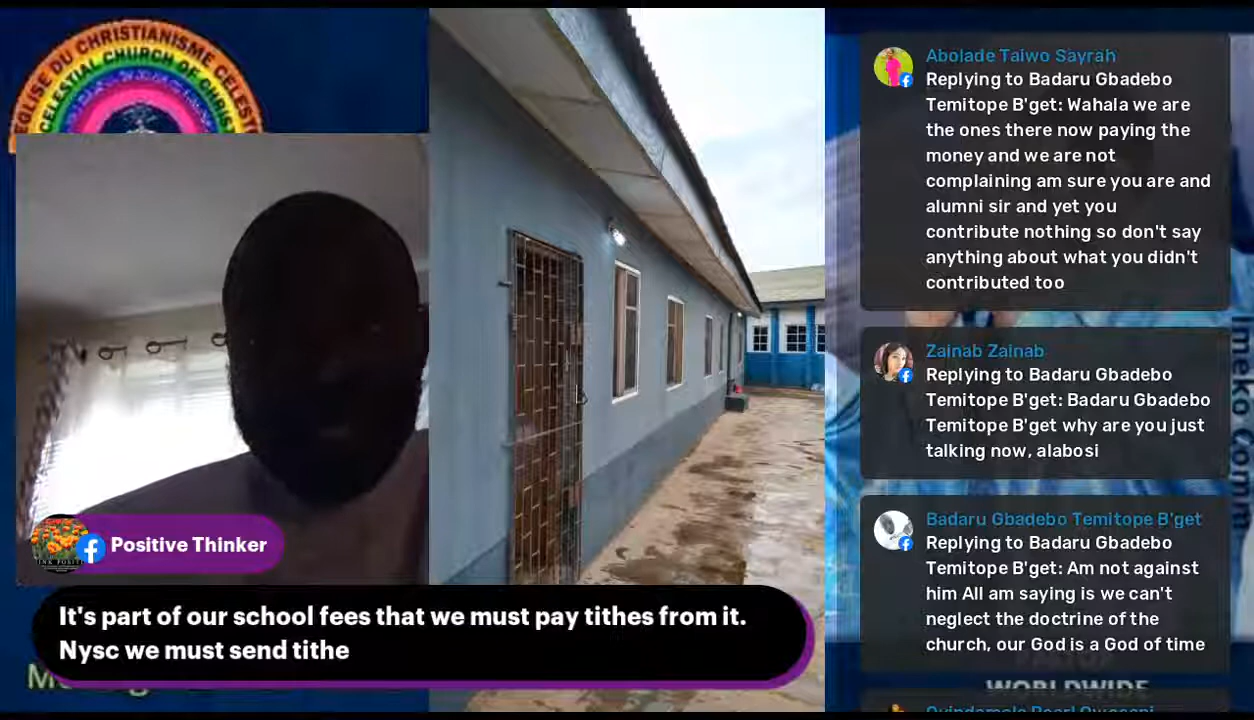 EGLISE DU CHRISTIANISME CELESTE
CELESTIAL CHURCH OF CHRIST
Positive Thinker
It's part of our school fees that we must pay tithes from it.
Nysc we must send tithe
Abolade Taiwo Sayrah
Replying to Badaru Gbadebo
Temitope B'get: Wahala we are
the ones there now paying the
money and we are not
complaining am sure you are and
alumni sir and yet you
contribute nothing so don't say
anything about what you didn't
contributed too
Zainab Zainab
Replying to Badaru Gbadebo
Temitope B'get: Badaru Gbadebo
Temitope B'get why are you just
talking now, alabosi
Badaru Gbadebo Temitope B'get
Replying to Badaru Gbadebo
Temitope B'get: Am not against
him All am saying is we can't
neglect the doctrine of the
church, our God is a God of time
WORLDWIDE
imeko comm